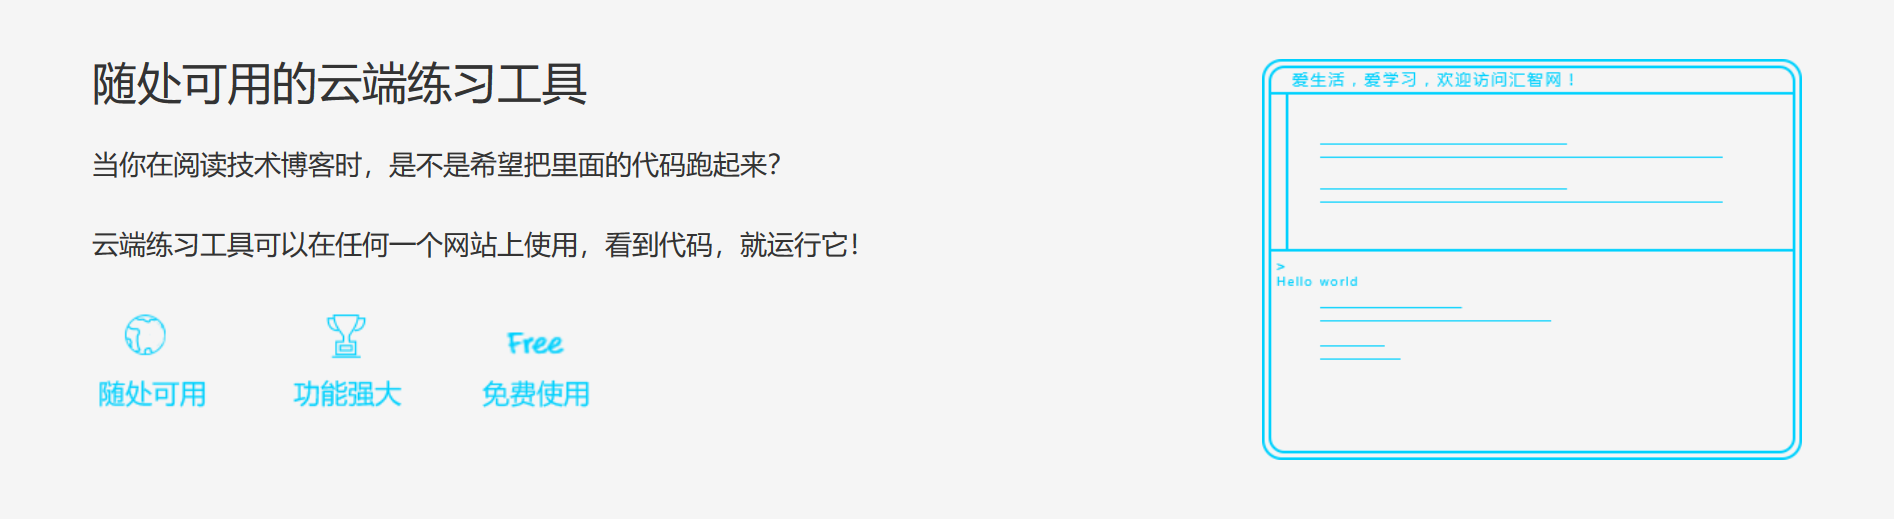 随处可用的云端练习工具
当你在阅读技术博客时，是不是希望把里面的代码跑起来？
云端练习工具可以在任何一个网站上使用，看到代码，就运行它！
Free
随处可用 功能强大 免费使用
爱生活，爱学习，欢迎访问汇智网！
>
Hello world